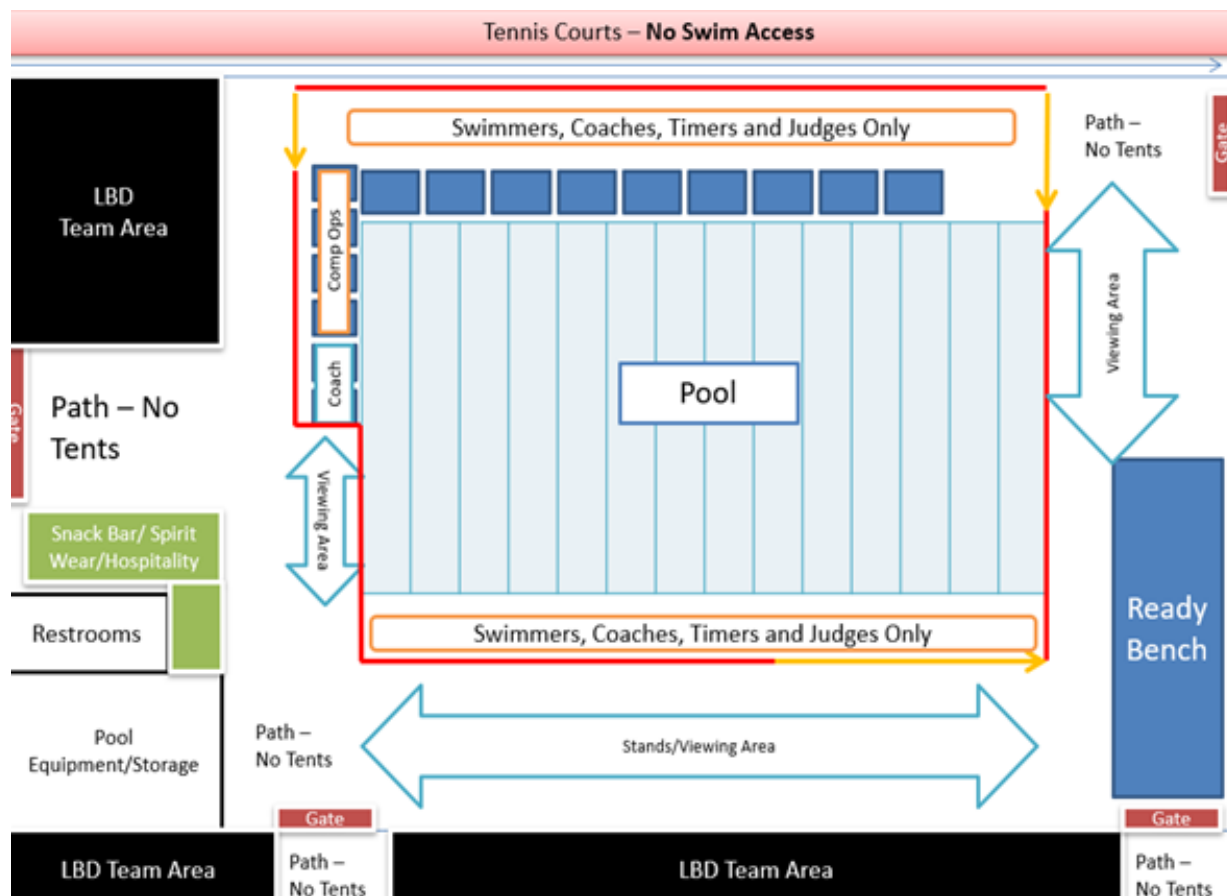 Tennis Courts – No Swim Access
Swimmers, Coaches, Timers and Judges Only
Path –
No Tents
Gate
LBD
Team Area
Comp Ops
Viewing Area
Coach
Pool
Gate
Path – No
Tents
Viewing Area
Snack Bar/ Spirit
Wear/Hospitality
Restrooms
Swimmers, Coaches, Timers and Judges Only
Ready
Bench
Pool
Equipment/Storage
Path –
No Tents
Stands/Viewing Area
Gate
Gate
LBD Team Area
Path –
No Tents
LBD Team Area
Path –
No Tents